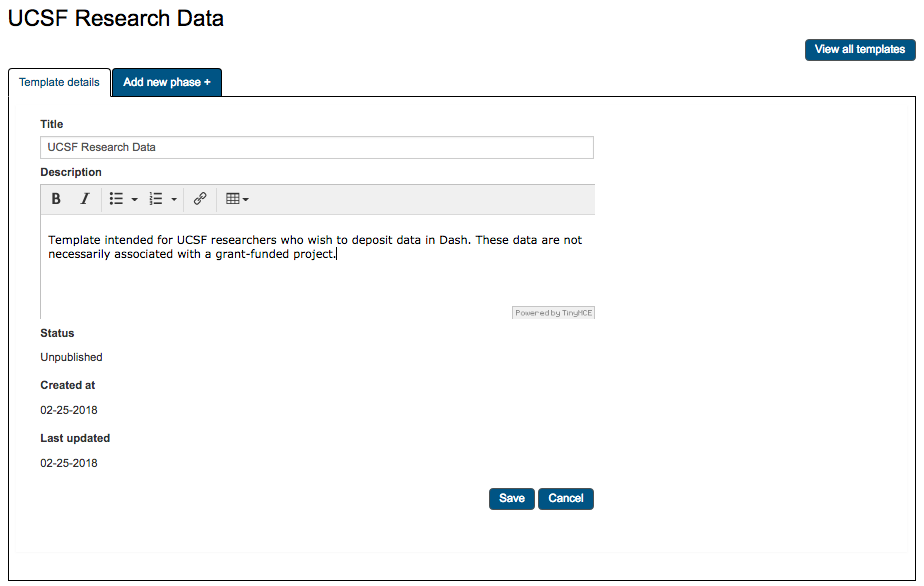 UCSF Research Data
View all templates
Template details
Add new phase +
Title
UCSF Research Data
Description
B I
Template intended for UCSF researchers who wish to deposit data in Dash. These data are not
necessarily associated with a grant-funded project.
Powered by TinyMCE
Status
Unpublished
Created at
02-25-2018
Last updated
02-25-2018
Save Cancel